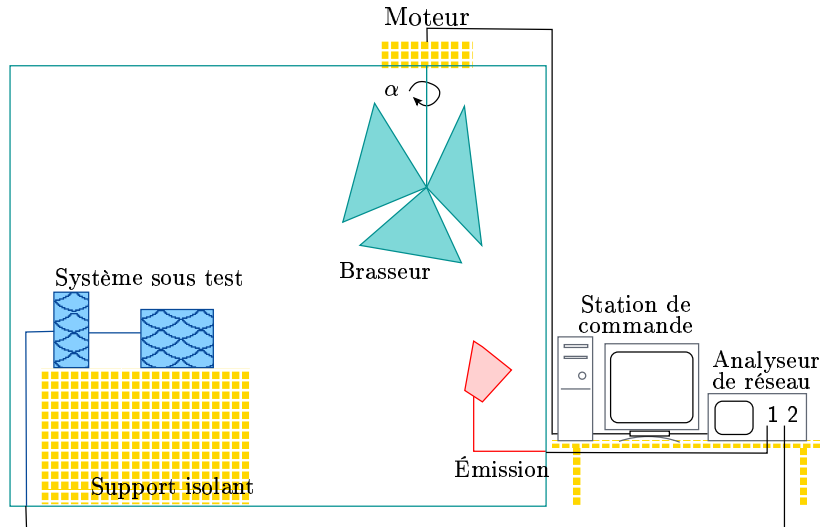 Moteur
α
Brasseur
Système sous test
Station de
commande
Analyseur
de réseau
1 2
Émission
Support isolant